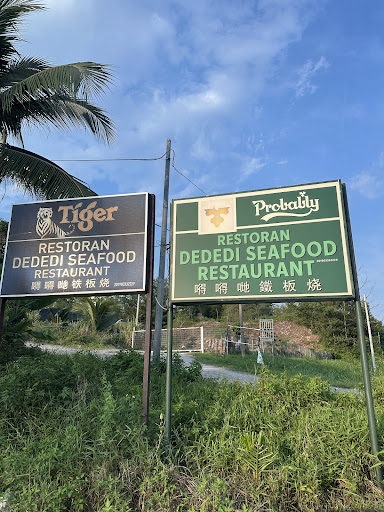 Tiger
RESTORAN
DEDEDI SEAFOOD
RESTAURANT
嘚嘚哋铁板烧
Probably
RESTORAN
DEDEDI SEAFOOD
RESTAURANT
嘚嘚哋鐵板烧